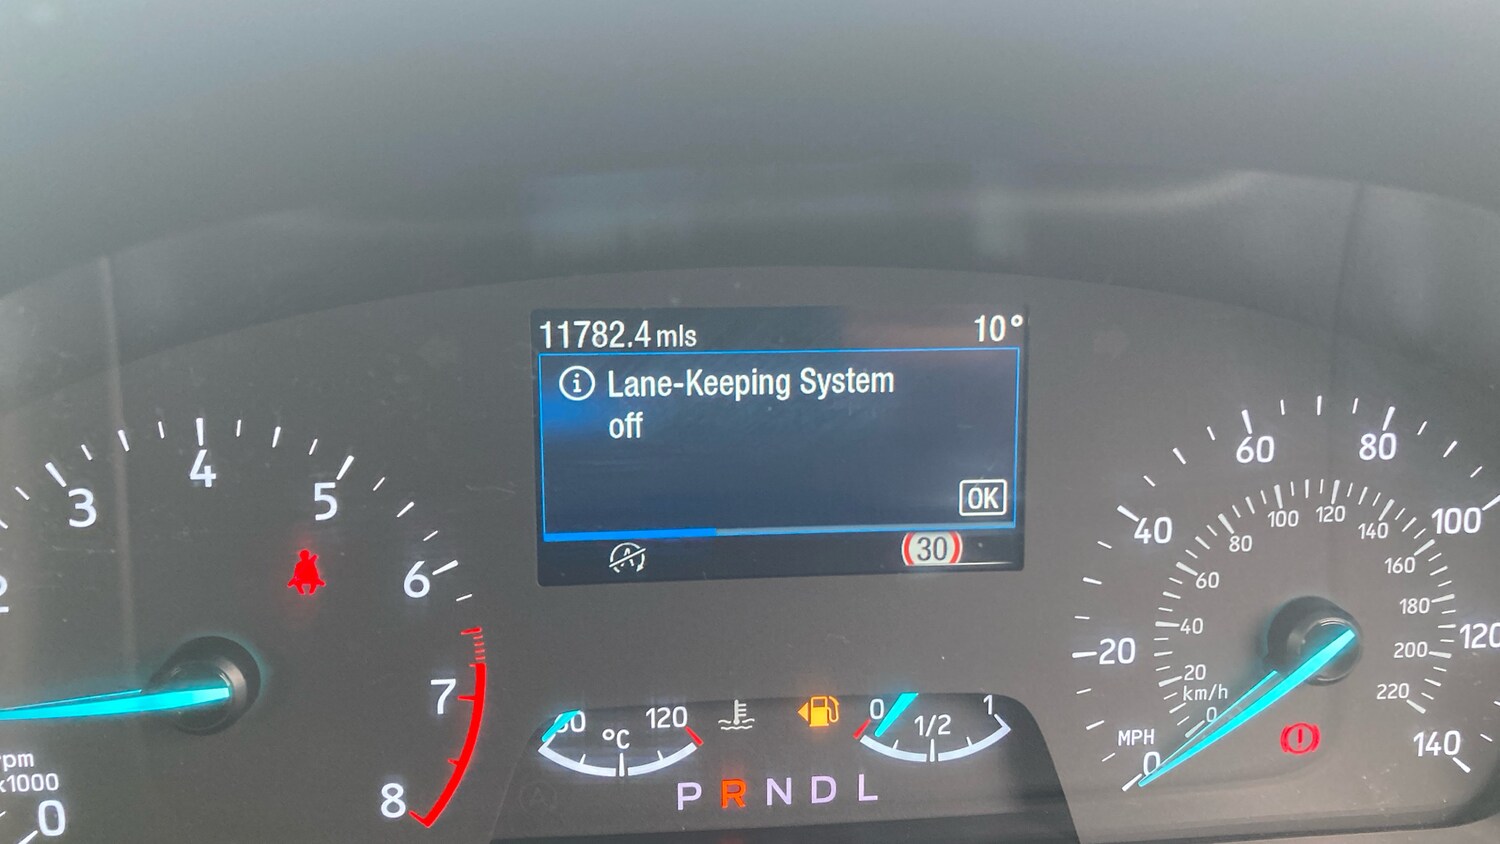 11782.4 mls 10°
i Lane-Keeping System
off
OK
A 30
3 4 5 6 7 8
rpm
x1000
0
120
°C
0 1/2 1
P R N D L
20 40 60 80 100 120 140
20 40 60 80 100 120 140 160 180 200 220
km/h
0
MPH
0